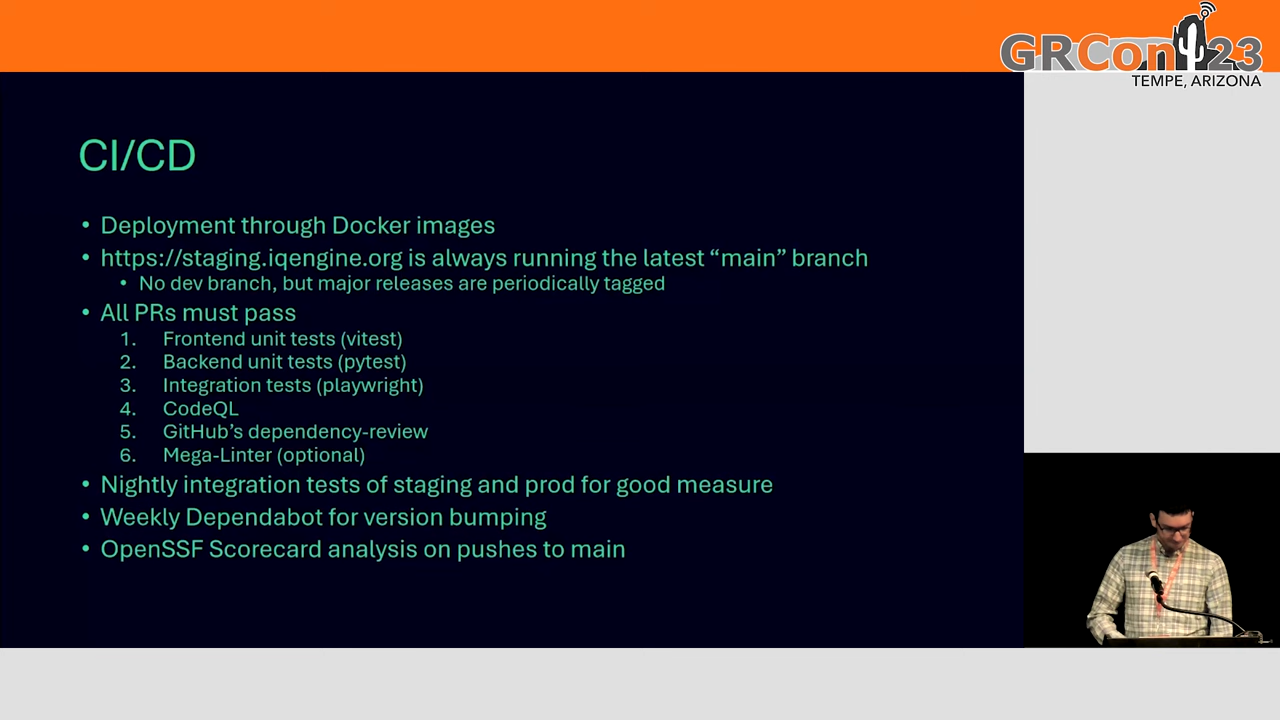 GRCon 23
TEMPE, ARIZONA
CI/CD
• Deployment through Docker images
• https://staging.iqengine.org is always running the latest “main” branch
• No dev branch, but major releases are periodically tagged
• All PRs must pass
1. Frontend unit tests (vitest)
2. Backend unit tests (pytest)
3. Integration tests (playwright)
4. CodeQL
5. GitHub’s dependency-review
6. Mega-Linter (optional)
• Nightly integration tests of staging and prod for good measure
• Weekly Dependabot for version bumping
• OpenSSF Scorecard analysis on pushes to main